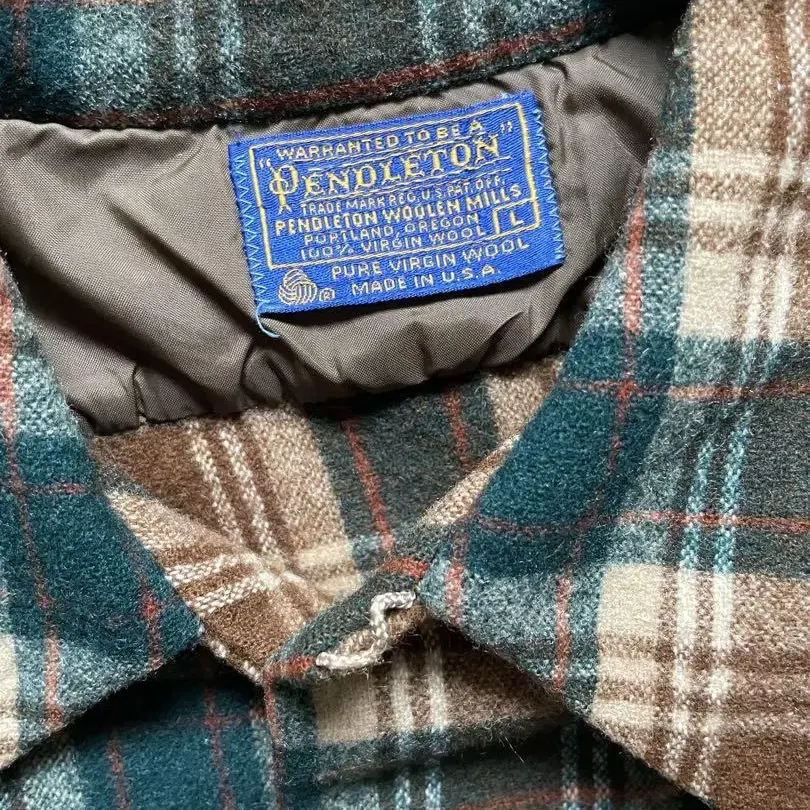 "WARRANTED TO BE A
PENDLETON"
TRADE MARK REG. U.S. PAT. OFF.
PENDLETON WOOLEN MILLS
PORTLAND, OREGON
100% VIRGIN WOOL
L
PURE VIRGIN WOOL
® MADE IN U.S.A.